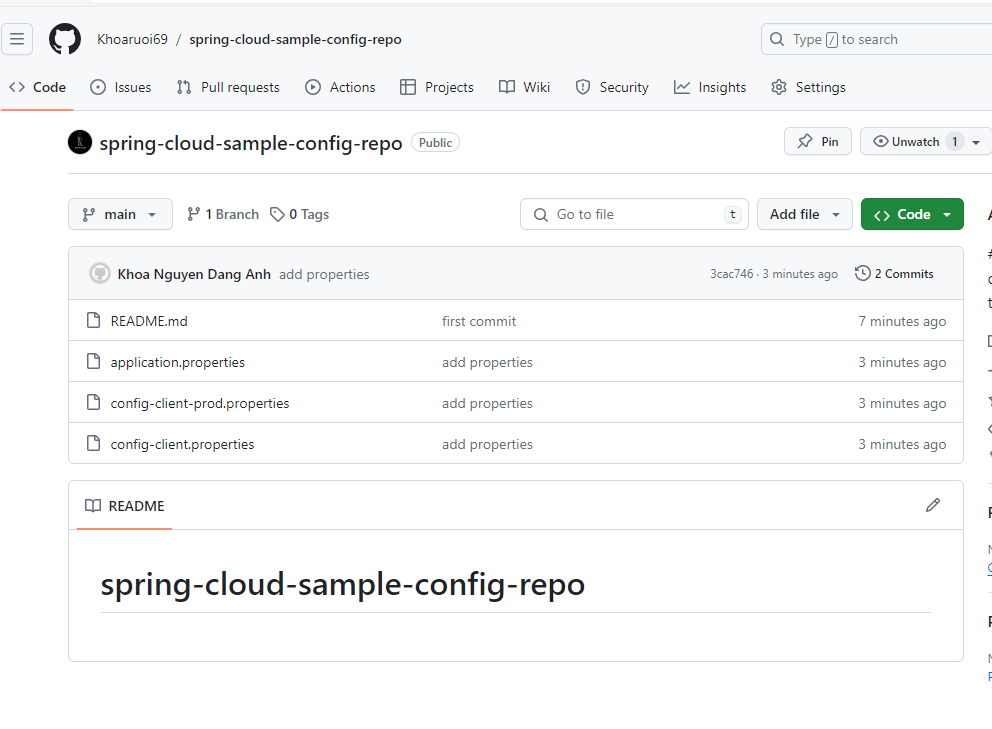 Khoaruoi69 / spring-cloud-sample-config-repo
Type / to search
Code Issues Pull requests Actions Projects Wiki Security Insights Settings
spring-cloud-sample-config-repo Public
Pin Unwatch 1
main 1 Branch 0 Tags
Go to file t Add file Code
Khoa Nguyen Dang Anh add properties 3cac746 · 3 minutes ago 2 Commits
README.md first commit 7 minutes ago
application.properties add properties 3 minutes ago
config-client-prod.properties add properties 3 minutes ago
config-client.properties add properties 3 minutes ago
README
spring-cloud-sample-config-repo